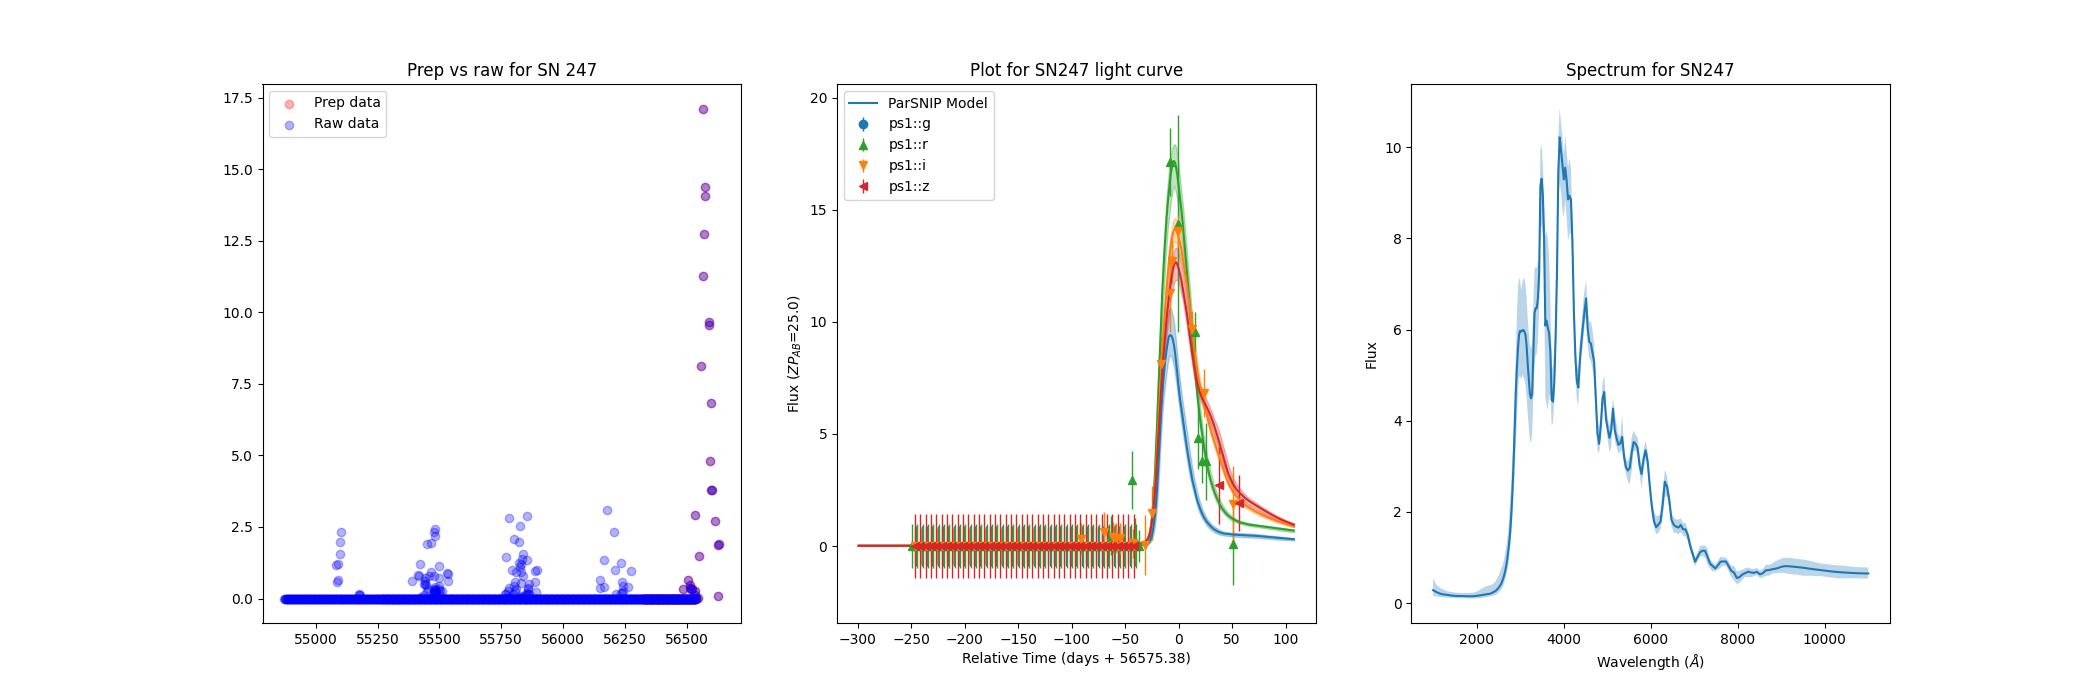 Prep vs raw for SN 247
Prep data
Raw data
17.5
15.0
12.5
10.0
7.5
5.0
2.5
0.0
55000 55250 55500 55750 56000 56250 56500
Plot for SN247 light curve
ParSNIP Model
ps1::g
ps1::r
ps1::i
ps1::z
Flux (ZP_AB=25.0)
20
15
10
5
0
−300 −250 −200 −150 −100 −50 0 50 100
Relative Time (days + 56575.38)
Spectrum for SN247
Flux
10
8
6
4
2
0
2000 4000 6000 8000 10000
Wavelength (Å)